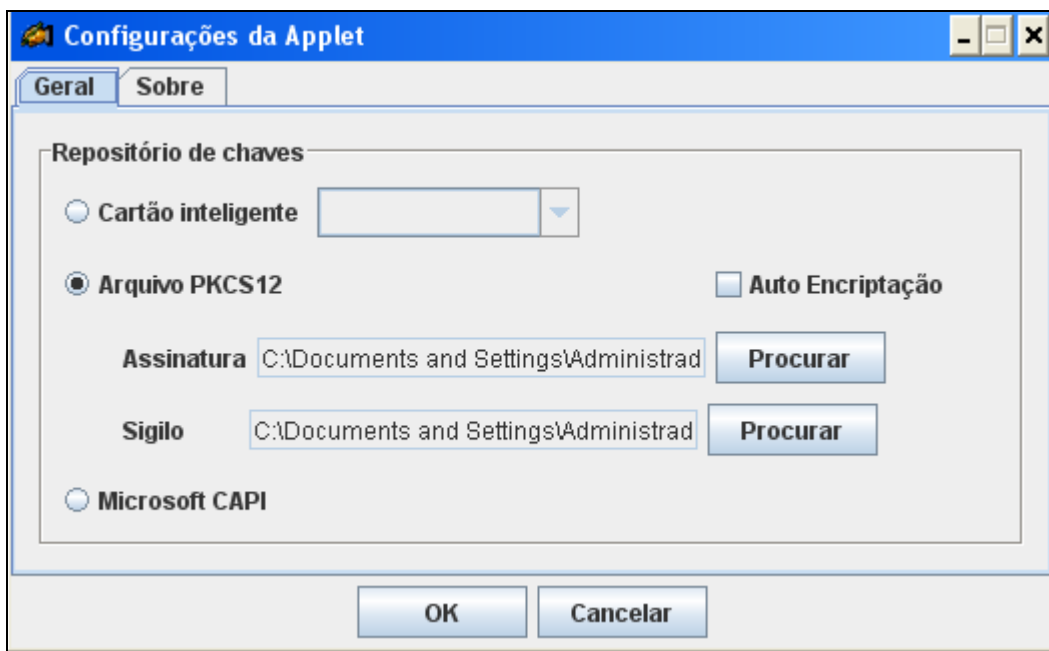 Configurações da Applet
Geral Sobre
Repositório de chaves
Cartão inteligente
Arquivo PKCS12 Auto Encriptação
Assinatura C:\Documents and Settings\Administrad Procurar
Sigilo C:\Documents and Settings\Administrad Procurar
Microsoft CAPI
OK Cancelar